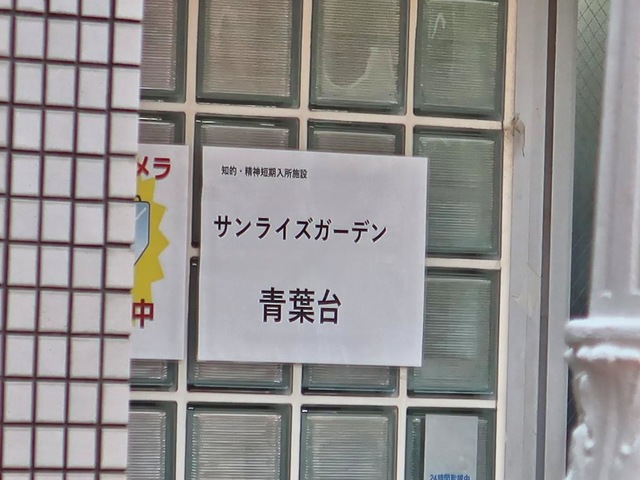 メラ
中
知的・精神短期入所施設
サンライズガーデン
青葉台